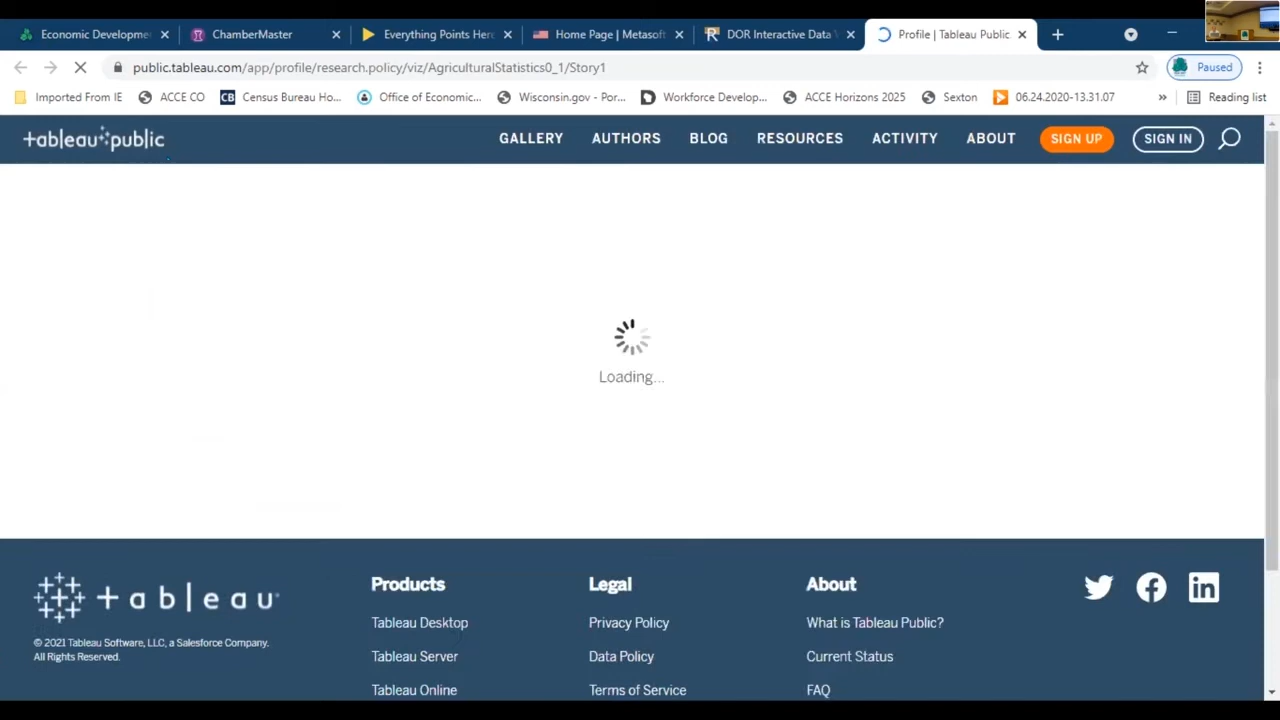 Economic Developme
ChamberMaster
Everything Points Her
Home Page | Metasoft
DOR Interactive Data
Profile | Tableau Public
public.tableau.com/app/profile/research.policy/viz/AgriculturalStatistics0_1/Story1
Paused
Imported From IE
ACCE CO
CB
Census Bureau Ho...
Office of Economic...
Wisconsin.gov - Por...
Workforce Develop...
ACCE Horizons 2025
Sexton
06.24.2020-13.31.07
»
Reading list
+ableau public
GALLERY
AUTHORS
BLOG
RESOURCES
ACTIVITY
ABOUT
SIGN UP
SIGN IN
Loading...
+ableau
© 2021 Tableau Software, LLC, a Salesforce Company.
All Rights Reserved.
Products
Tableau Desktop
Tableau Server
Tableau Online
Legal
Privacy Policy
Data Policy
Terms of Service
About
What is Tableau Public?
Current Status
FAQ